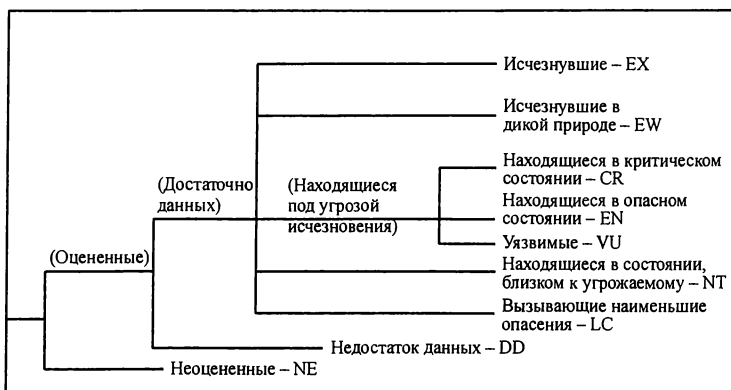 Исчезнувшие – EX
Исчезнувшие в
дикой природе – EW
Находящиеся в критическом
состоянии – CR
(Достаточно
данных)
(Находящиеся
под угрозой
исчезновения)
Находящиеся в опасном
состоянии – EN
Уязвимые – VU
(Оцененные)
Находящиеся в состоянии,
близком к угрожаемому – NT
Вызывающие наименьшие
опасения – LC
Недостаток данных – DD
Неоцененные – NE